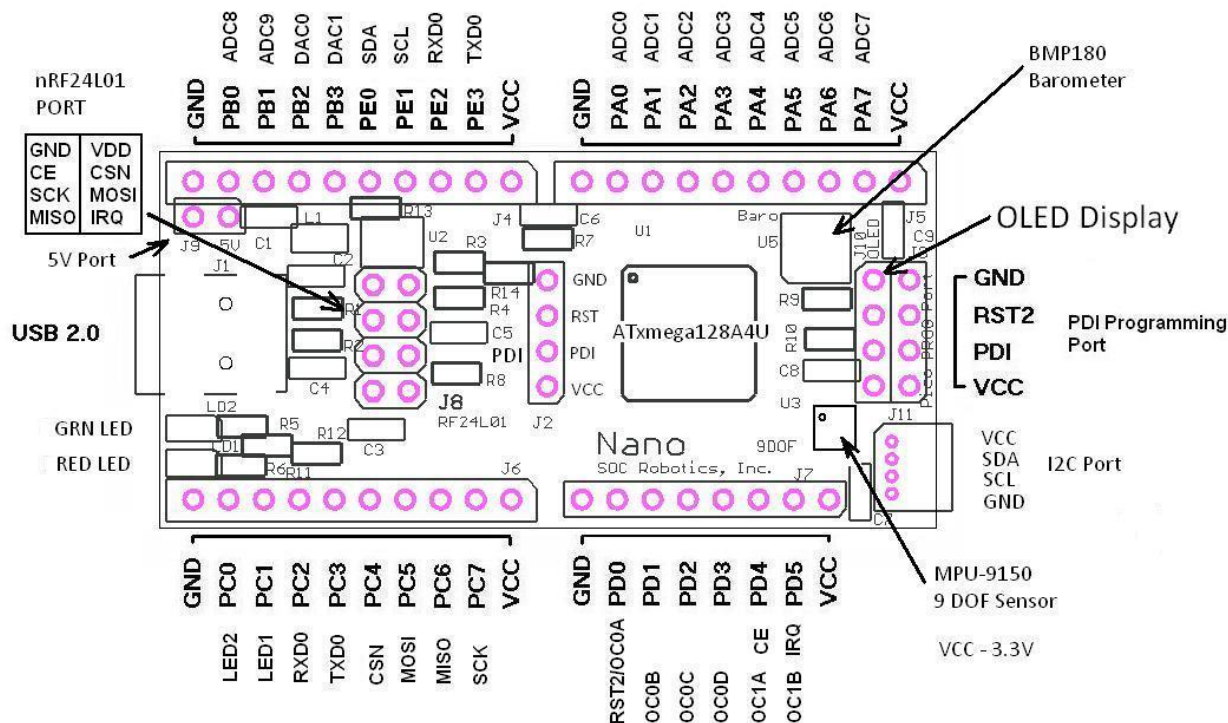 nRF24L01
PORT
GND VDD
CE CSN
SCK MOSI
MISO IRQ
ADC8
ADC9
DAC0
DAC1
SDA
SCL
RXD0
TXD0
GND
PB0
PB1
PB2
PB3
PE0
PE1
PE2
PE3
VCC
ADC0
ADC1
ADC2
ADC3
ADC4
ADC5
ADC6
ADC7
GND
PA0
PA1
PA2
PA3
PA4
PA5
PA6
PA7
VCC
BMP180
Barometer
OLED Display
5V Port
J9
5V
C1
L1
R13
U2
J4
C6
R7
U1
Baro
U5
J10
OLED
J5
C9
J1
C2
R3
R14
R4
C5
R1
R2
C4
PDI
R8
GND
RST
PDI
VCC
J2
ATxmega128A4U
R9
R10
C8
U3
GND
RST2
PDI
VCC
PDI Programming
Port
USB 2.0
GRN LED
RED LED
LD2
R5
LD1
R6
R11
R12
C3
J8
RF24L01
J6
Nano
SOC Robotics, Inc.
9DOF
J7
J11
C7
VCC
SDA
SCL
GND
I2C Port
GND
PC0
PC1
PC2
PC3
PC4
PC5
PC6
PC7
VCC
LED2
LED1
RXD0
TXD0
CSN
MOSI
MISO
SCK
GND
PD0
PD1
PD2
PD3
PD4
PD5
VCC
RST2/OC0A
OC0B
OC0C
OC0D
OC1A CE
OC1B IRQ
MPU-9150
9 DOF Sensor
VCC - 3.3V